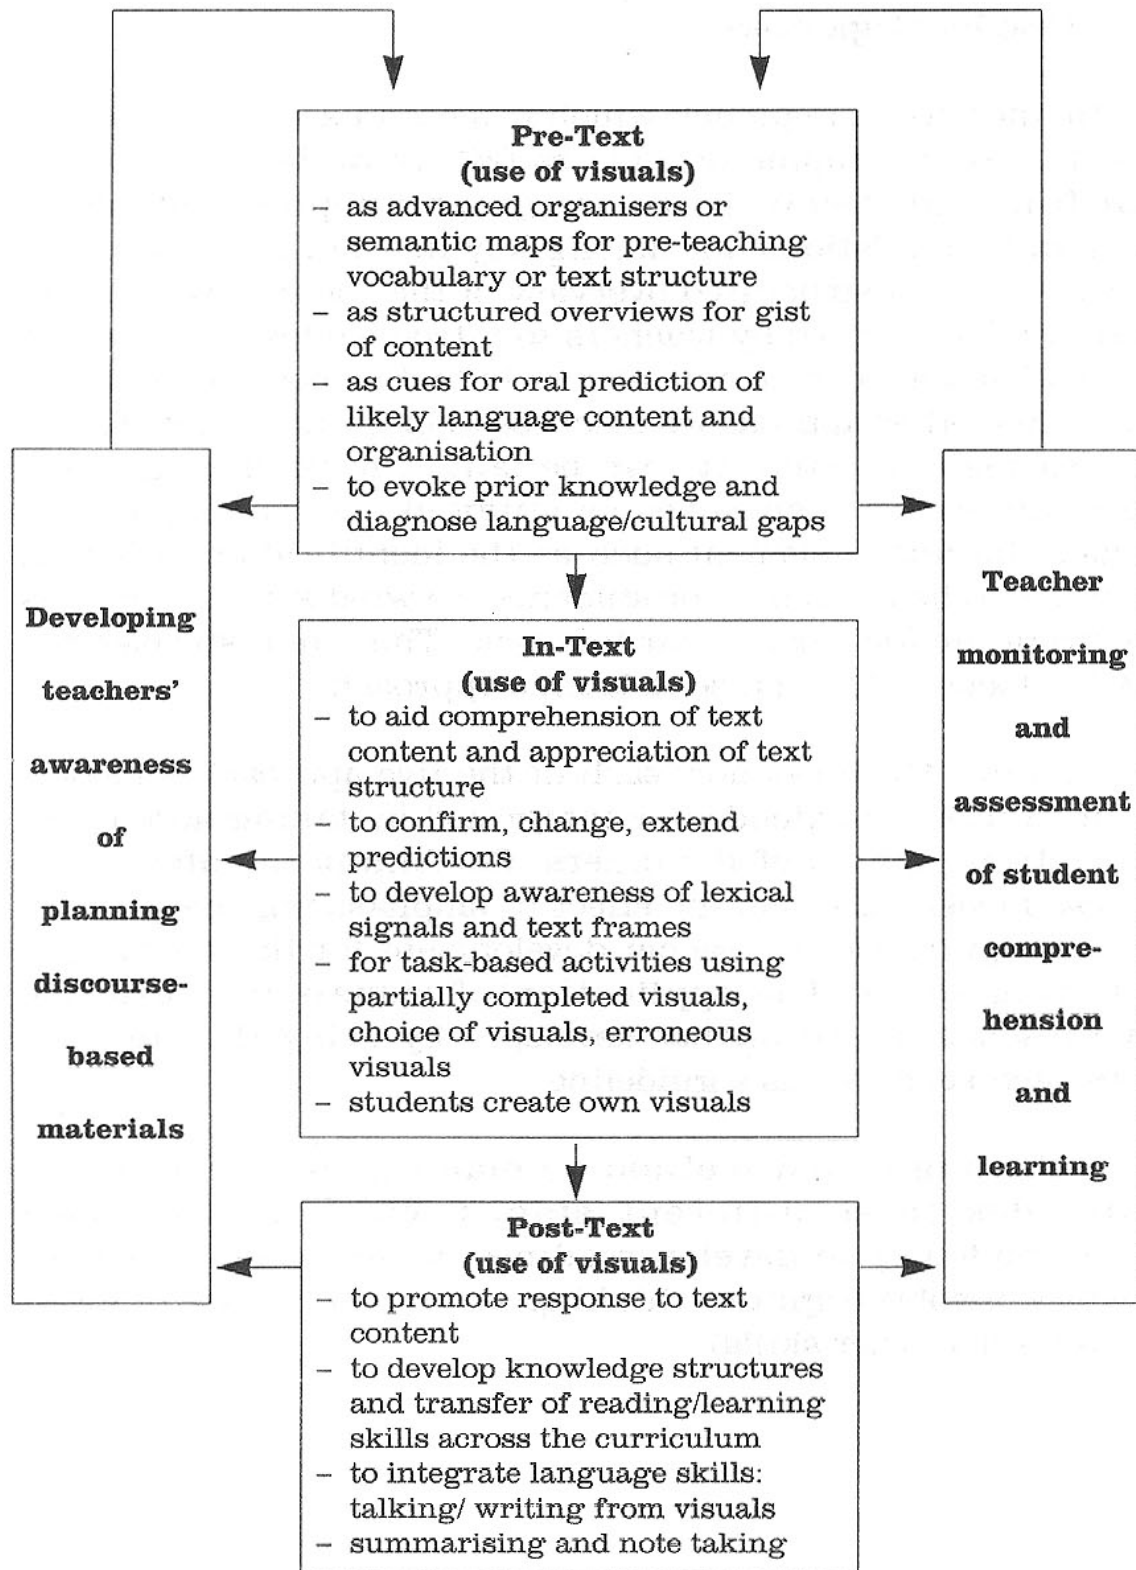 Pre-Text
(use of visuals)
– as advanced organisers or
semantic maps for pre-teaching
vocabulary or text structure
– as structured overviews for gist
of content
– as cues for oral prediction of
likely language content and
organisation
– to evoke prior knowledge and
diagnose language/cultural gaps
Developing
teachers'
awareness
of
planning
discourse-
based
materials
In-Text
(use of visuals)
– to aid comprehension of text
content and appreciation of text
structure
– to confirm, change, extend
predictions
– to develop awareness of lexical
signals and text frames
– for task-based activities using
partially completed visuals,
choice of visuals, erroneous
visuals
– students create own visuals
Teacher
monitoring
and
assessment
of student
compre-
hension
and
learning
Post-Text
(use of visuals)
– to promote response to text
content
– to develop knowledge structures
and transfer of reading/learning
skills across the curriculum
– to integrate language skills:
talking/ writing from visuals
– summarising and note taking